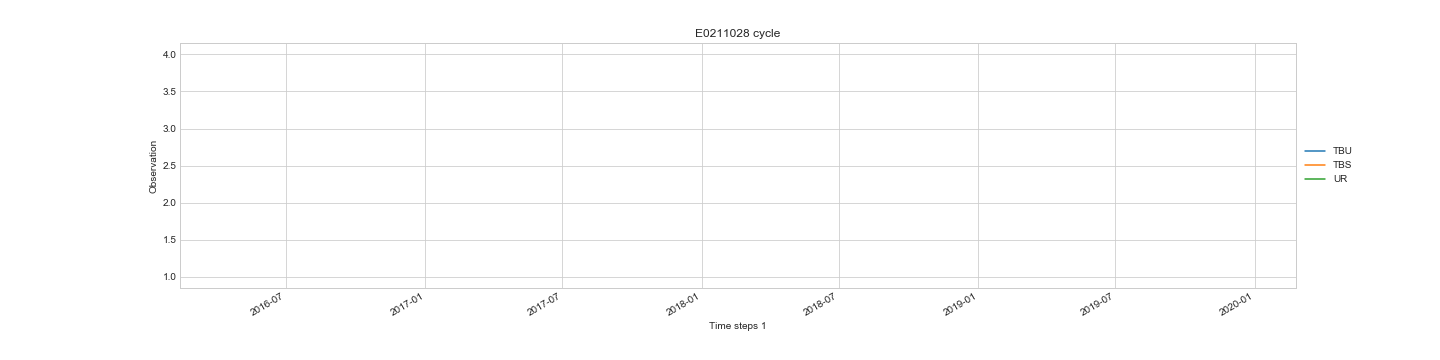 E0211028 cycle
4.0
3.5
3.0
2.5
2.0
1.5
1.0
Observation
2016-07
2017-01
2017-07
2018-01
2018-07
2019-01
2019-07
2020-01
Time steps 1
TBU
TBS
UR